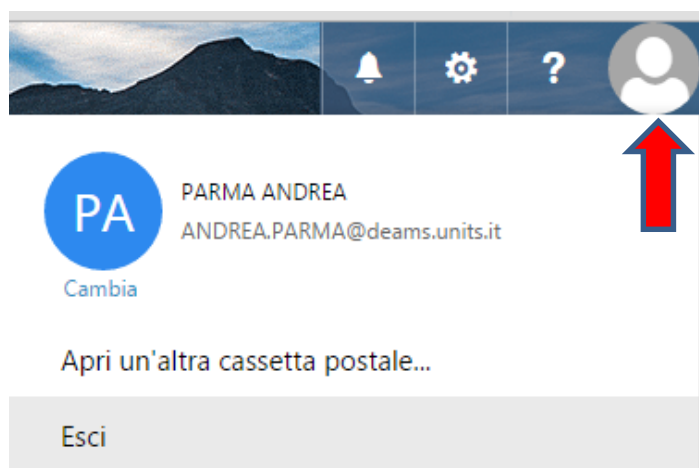 ?
PA
PARMA ANDREA
ANDREA.PARMA@deams.units.it
Cambia
Apri un'altra cassetta postale...
Esci